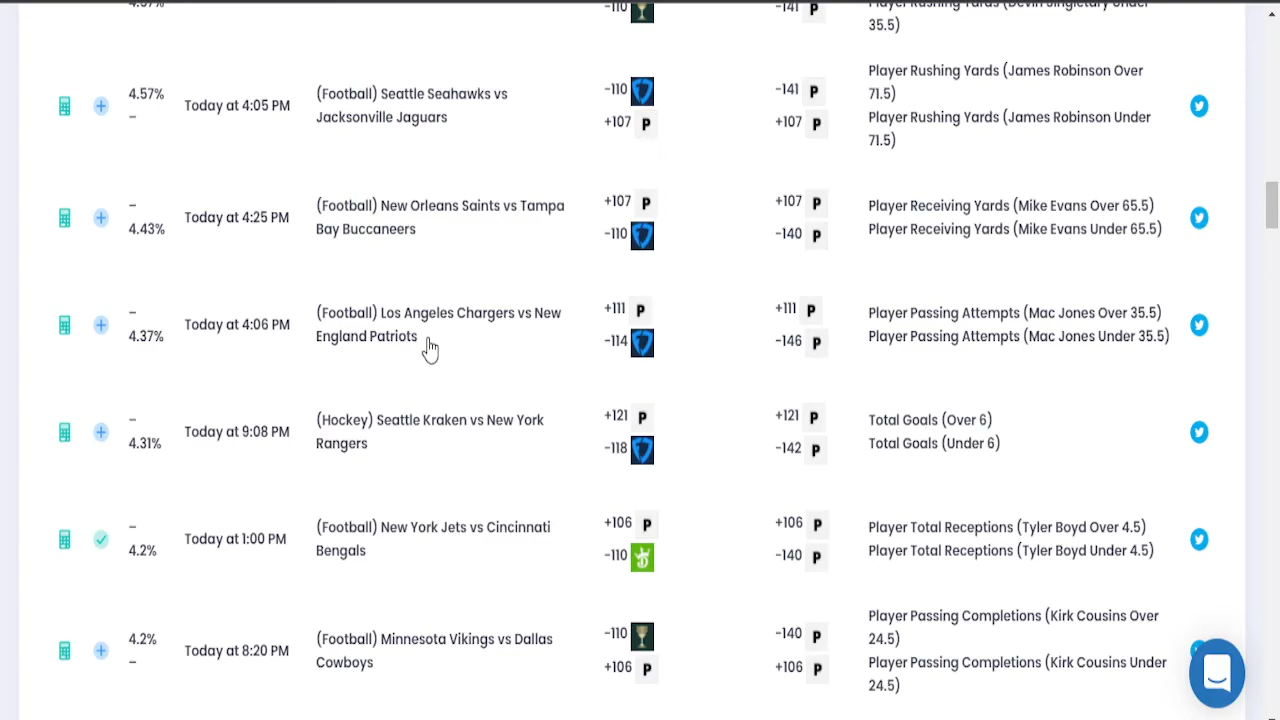 4.57%
-110
-141 P
Player Rushing Yards (Devin Singletary Under
35.5)
4.57%
–
Today at 4:05 PM
(Football) Seattle Seahawks vs
Jacksonville Jaguars
-110
+107 P
-141 P
+107 P
Player Rushing Yards (James Robinson Over
71.5)
Player Rushing Yards (James Robinson Under
71.5)
–
4.43%
Today at 4:25 PM
(Football) New Orleans Saints vs Tampa
Bay Buccaneers
+107 P
-110
+107 P
-140 P
Player Receiving Yards (Mike Evans Over 65.5)
Player Receiving Yards (Mike Evans Under 65.5)
–
4.37%
Today at 4:06 PM
(Football) Los Angeles Chargers vs New
England Patriots
+111 P
-114
+111 P
-146 P
Player Passing Attempts (Mac Jones Over 35.5)
Player Passing Attempts (Mac Jones Under 35.5)
–
4.31%
Today at 9:08 PM
(Hockey) Seattle Kraken vs New York
Rangers
+121 P
-118
+121 P
-142 P
Total Goals (Over 6)
Total Goals (Under 6)
–
4.2%
Today at 1:00 PM
(Football) New York Jets vs Cincinnati
Bengals
+106 P
-110
+106 P
-140 P
Player Total Receptions (Tyler Boyd Over 4.5)
Player Total Receptions (Tyler Boyd Under 4.5)
4.2%
–
Today at 8:20 PM
(Football) Minnesota Vikings vs Dallas
Cowboys
-110
+106 P
-140 P
+106 P
Player Passing Completions (Kirk Cousins Over
24.5)
Player Passing Completions (Kirk Cousins Under
24.5)